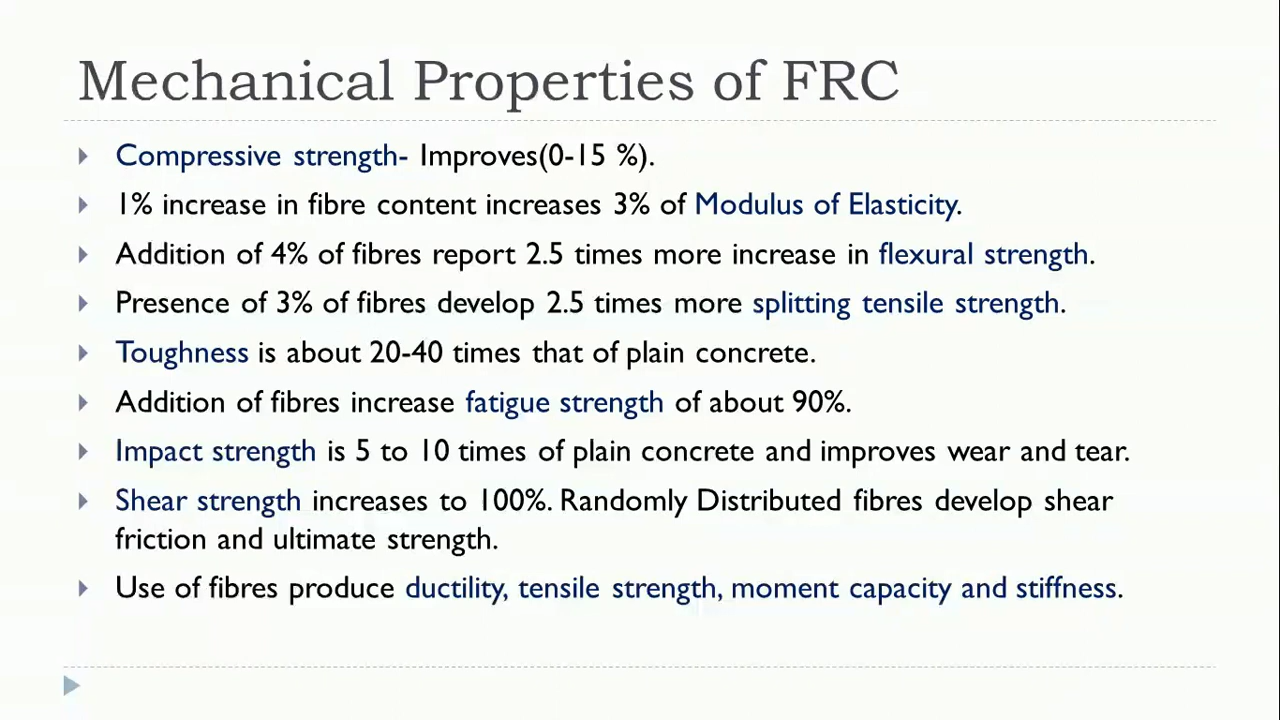 Mechanical Properties of FRC
Compressive strength- Improves(0-15 %).
1% increase in fibre content increases 3% of Modulus of Elasticity.
Addition of 4% of fibres report 2.5 times more increase in flexural strength.
Presence of 3% of fibres develop 2.5 times more splitting tensile strength.
Toughness is about 20-40 times that of plain concrete.
Addition of fibres increase fatigue strength of about 90%.
Impact strength is 5 to 10 times of plain concrete and improves wear and tear.
Shear strength increases to 100%. Randomly Distributed fibres develop shear
friction and ultimate strength.
Use of fibres produce ductility, tensile strength, moment capacity and stiffness.